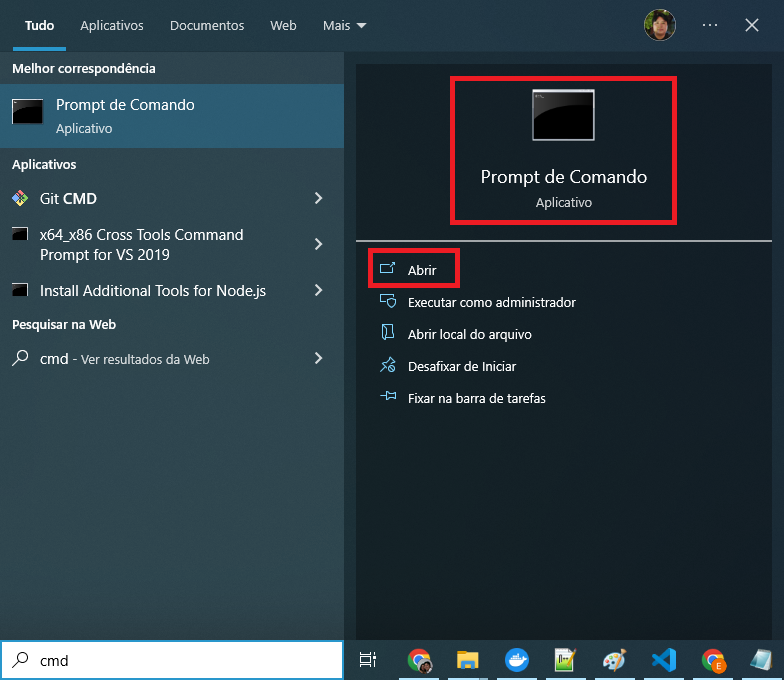 Tudo
Aplicativos
Documentos
Web
Mais
Melhor correspondência
Prompt de Comando
Aplicativo
Aplicativos
Git CMD
x64_x86 Cross Tools Command
Prompt for VS 2019
Install Additional Tools for Node.js
Pesquisar na Web
cmd - Ver resultados da Web
Prompt de Comando
Aplicativo
Abrir
Executar como administrador
Abrir local do arquivo
Desafixar de Iniciar
Fixar na barra de tarefas
cmd
E